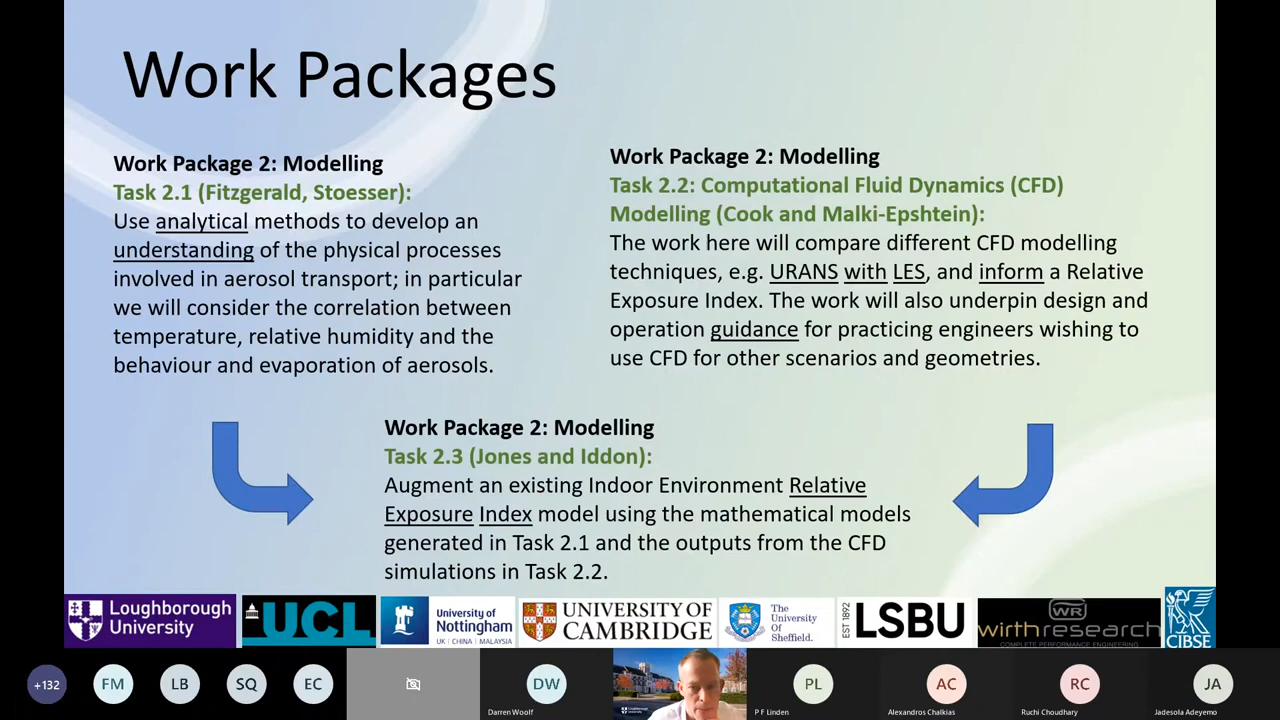 Work Packages
Work Package 2: Modelling
Task 2.1 (Fitzgerald, Stoesser):
Use analytical methods to develop an
understanding of the physical processes
involved in aerosol transport; in particular
we will consider the correlation between
temperature, relative humidity and the
behaviour and evaporation of aerosols.
Work Package 2: Modelling
Task 2.2: Computational Fluid Dynamics (CFD)
Modelling (Cook and Malki-Epshtein):
The work here will compare different CFD modelling
techniques, e.g. URANS with LES, and inform a Relative
Exposure Index. The work will also underpin design and
operation guidance for practicing engineers wishing to
use CFD for other scenarios and geometries.
Work Package 2: Modelling
Task 2.3 (Jones and Iddon):
Augment an existing Indoor Environment Relative
Exposure Index model using the mathematical models
generated in Task 2.1 and the outputs from the CFD
simulations in Task 2.2.
Loughborough
University
UCL
University of
Nottingham
UK | CHINA | MALAYSIA
UNIVERSITY OF
CAMBRIDGE
The
University
Of
Sheffield.
EST 1892
LSBU
WR
wirthresearch
COMPLETE PERFORMANCE ENGINEERING
CIBSE
+132
FM
LB
SQ
EC
DW
Darren Woolf
PL
P F Linden
AC
Alexandros Chalkias
RC
Ruchi Choudhary
JA
Jadesola Adeyemo